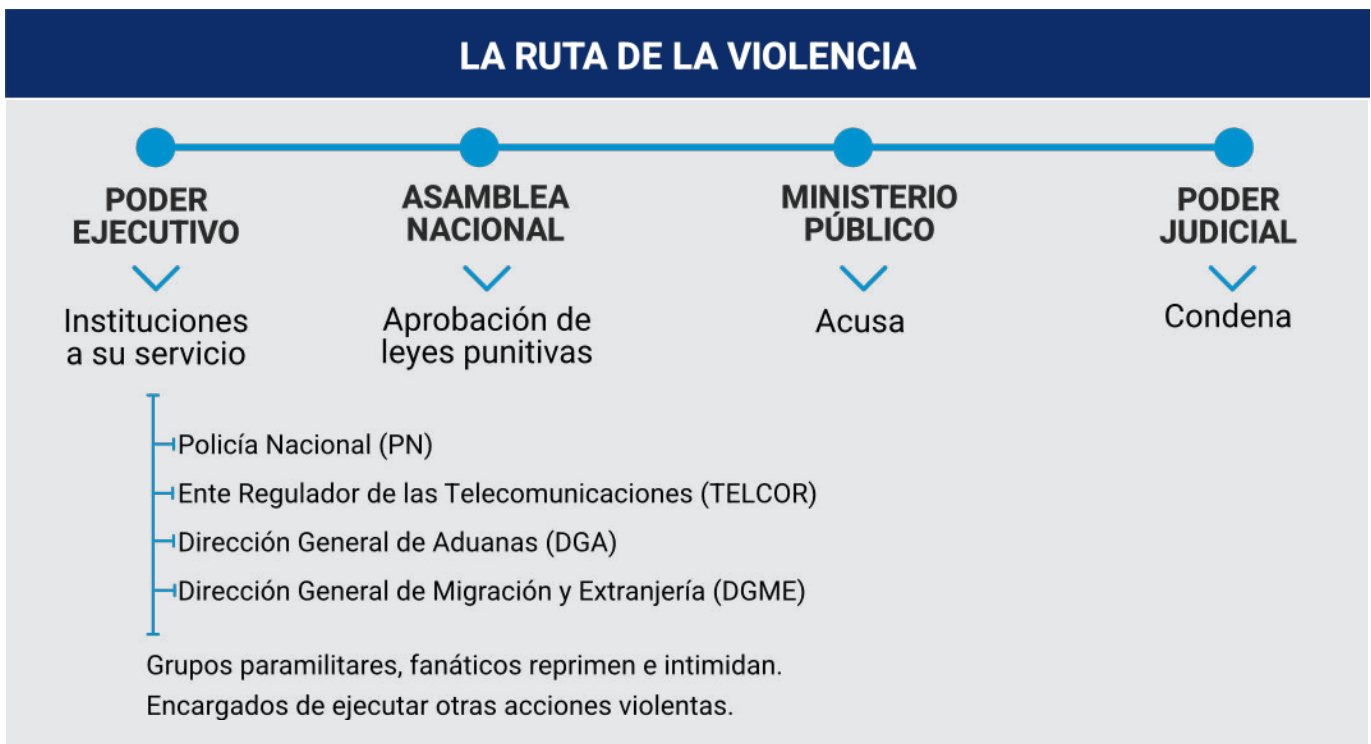 LA RUTA DE LA VIOLENCIA
PODER
EJECUTIVO
Instituciones
a su servicio
ASAMBLEA
NACIONAL
Aprobación de
leyes punitivas
MINISTERIO
PÚBLICO
Acusa
PODER
JUDICIAL
Condena
Policía Nacional (PN)
Ente Regulador de las Telecomunicaciones (TELCOR)
Dirección General de Aduanas (DGA)
Dirección General de Migración y Extranjería (DGME)
Grupos paramilitares, fanáticos reprimen e intimidan.
Encargados de ejecutar otras acciones violentas.